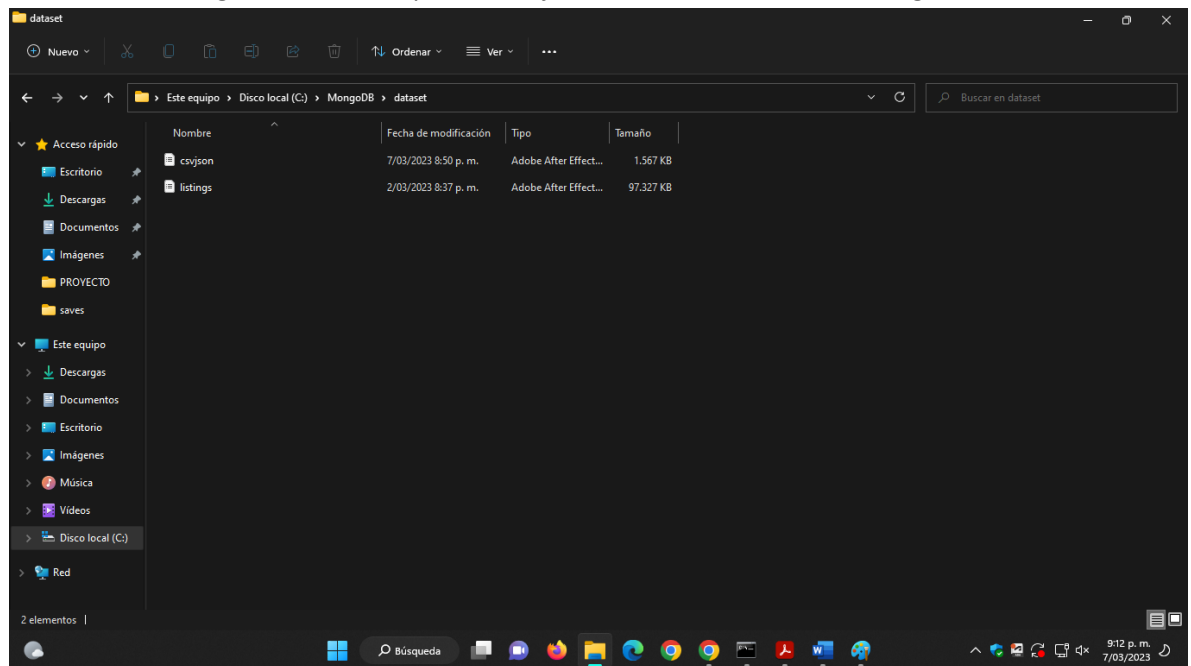 dataset
Nuevo
Ordenar
Ver
Este equipo > Disco local (C:) > MongoDB > dataset
Buscar en dataset
Nombre Fecha de modificación Tipo Tamaño
csvjson 7/03/2023 8:50 p. m. Adobe After Effect... 1.567 KB
listings 2/03/2023 8:37 p. m. Adobe After Effect... 97.327 KB
Acceso rápido
Escritorio
Descargas
Documentos
Imágenes
PROYECTO
saves
Este equipo
Descargas
Documentos
Escritorio
Imágenes
Música
Vídeos
Disco local (C:)
Red
2 elementos
Búsqueda
9:12 p. m.
7/03/2023